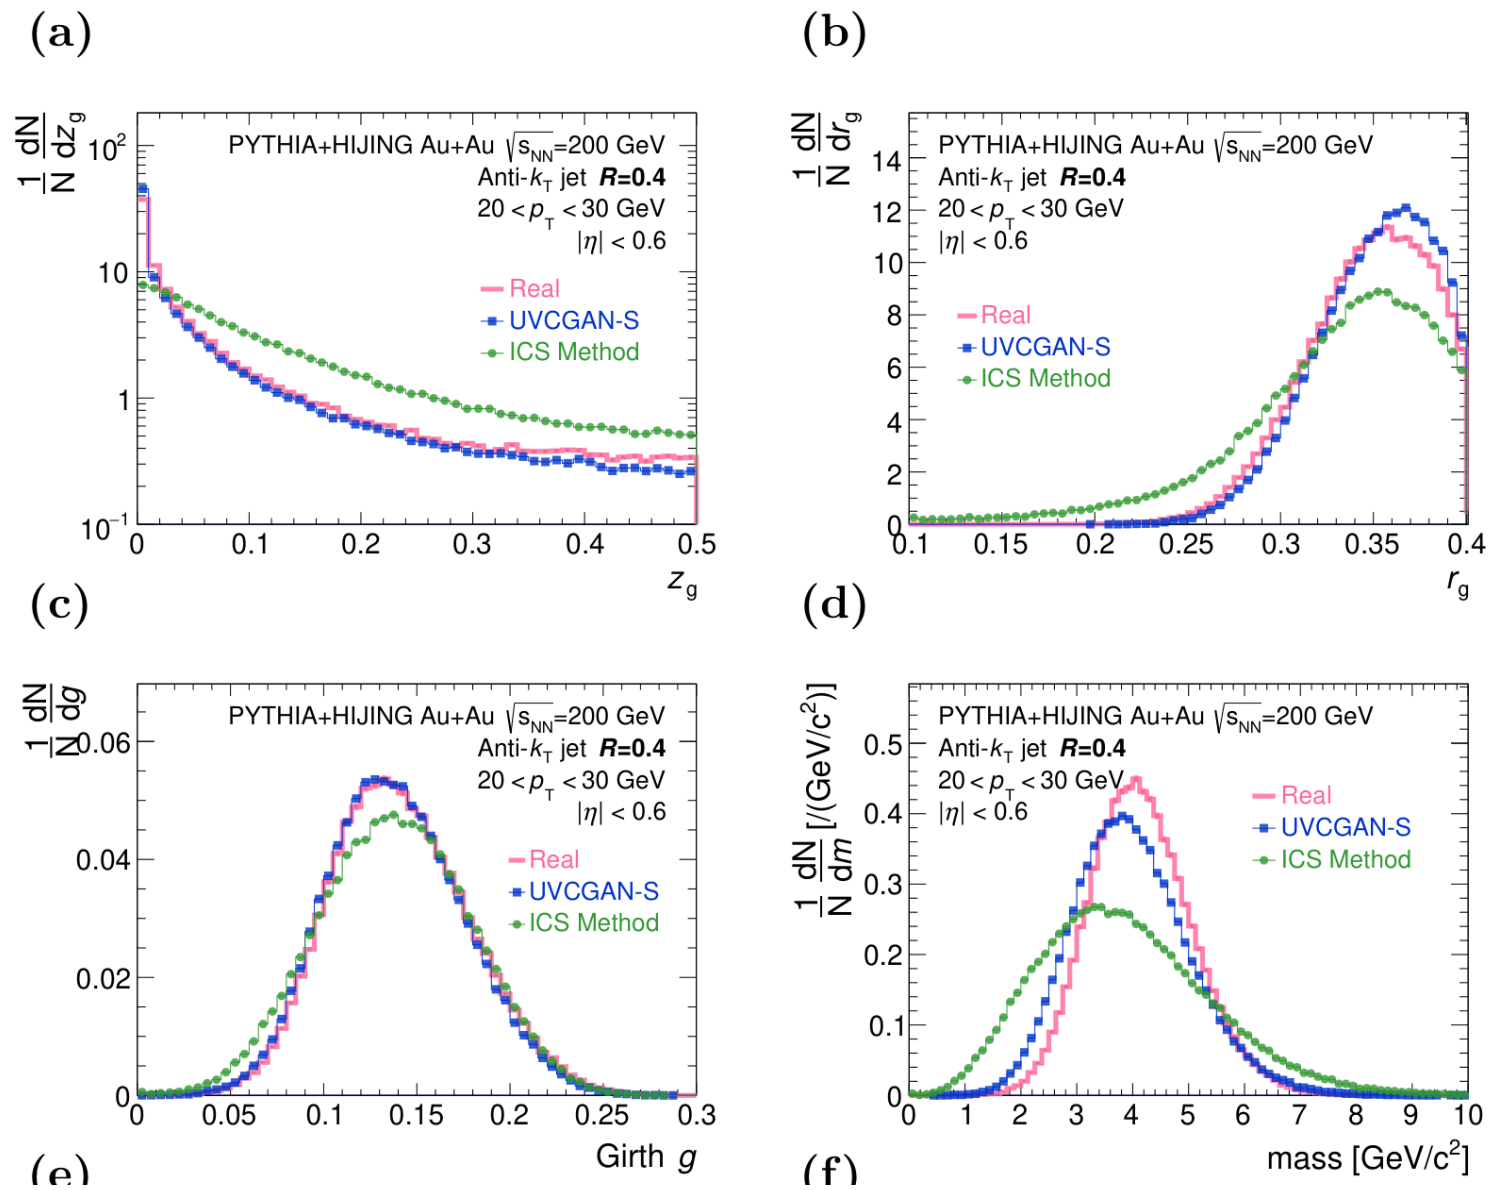 (a)
1/N dN/dz_g
PYTHIA+HIJING Au+Au √s_NN=200 GeV
Anti-k_T jet R=0.4
20 < p_T < 30 GeV
|η| < 0.6
Real
UVCGAN-S
ICS Method
10²
10
1
10⁻¹
0 0.1 0.2 0.3 0.4 0.5
z_g
(b)
1/N dN/dr_g
PYTHIA+HIJING Au+Au √s_NN=200 GeV
Anti-k_T jet R=0.4
20 < p_T < 30 GeV
|η| < 0.6
Real
UVCGAN-S
ICS Method
14
12
10
8
6
4
2
0
0.1 0.15 0.2 0.25 0.3 0.35 0.4
r_g
(c)
1/N dN/dg
PYTHIA+HIJING Au+Au √s_NN=200 GeV
Anti-k_T jet R=0.4
20 < p_T < 30 GeV
|η| < 0.6
Real
UVCGAN-S
ICS Method
0.06
0.04
0.02
0
0 0.05 0.1 0.15 0.2 0.25 0.3
Girth g
(d)
1/N dN/dm [/(GeV/c²)]
PYTHIA+HIJING Au+Au √s_NN=200 GeV
Anti-k_T jet R=0.4
20 < p_T < 30 GeV
|η| < 0.6
Real
UVCGAN-S
ICS Method
0.5
0.4
0.3
0.2
0.1
0
0 1 2 3 4 5 6 7 8 9 10
mass [GeV/c²]
(e)
(f)